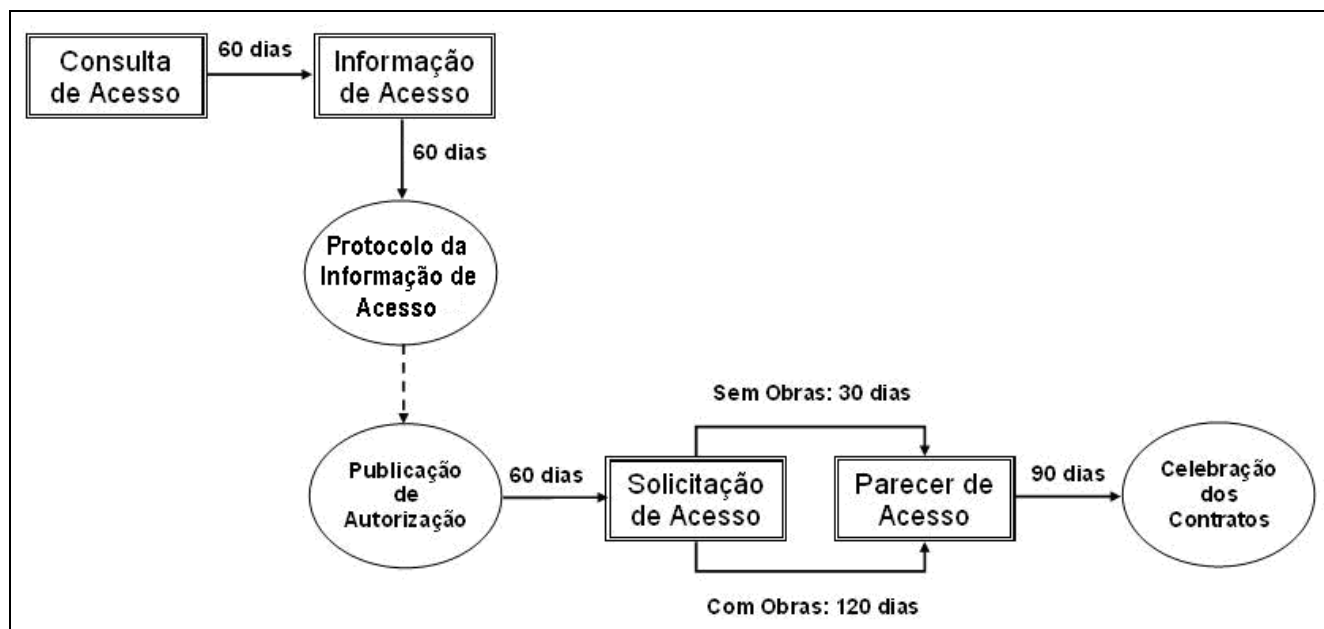 Consulta
de Acesso
60 dias
Informação
de Acesso
60 dias
Protocolo da
Informação de
Acesso
Publicação
de
Autorização
60 dias
Solicitação
de Acesso
Sem Obras: 30 dias
Com Obras: 120 dias
Parecer de
Acesso
90 dias
Celebração
dos
Contratos